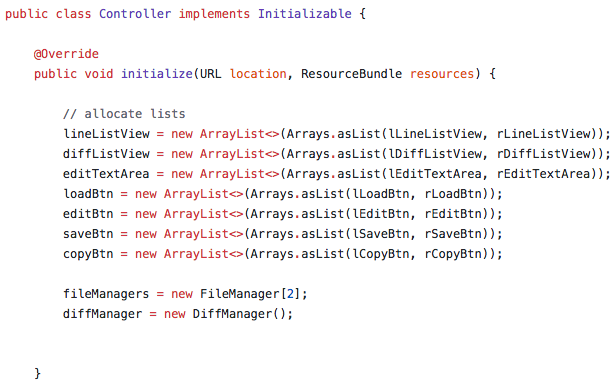 public class Controller implements Initializable {
@Override
public void initialize(URL location, ResourceBundle resources) {
// allocate lists
lineListView = new ArrayList<>(Arrays.asList(lLineListView, rLineListView));
diffListView = new ArrayList<>(Arrays.asList(lDiffListView, rDiffListView));
editTextArea = new ArrayList<>(Arrays.asList(lEditTextArea, rEditTextArea));
loadBtn = new ArrayList<>(Arrays.asList(lLoadBtn, rLoadBtn));
editBtn = new ArrayList<>(Arrays.asList(lEditBtn, rEditBtn));
saveBtn = new ArrayList<>(Arrays.asList(lSaveBtn, rSaveBtn));
copyBtn = new ArrayList<>(Arrays.asList(lCopyBtn, rCopyBtn));
fileManagers = new FileManager[2];
diffManager = new DiffManager();
}